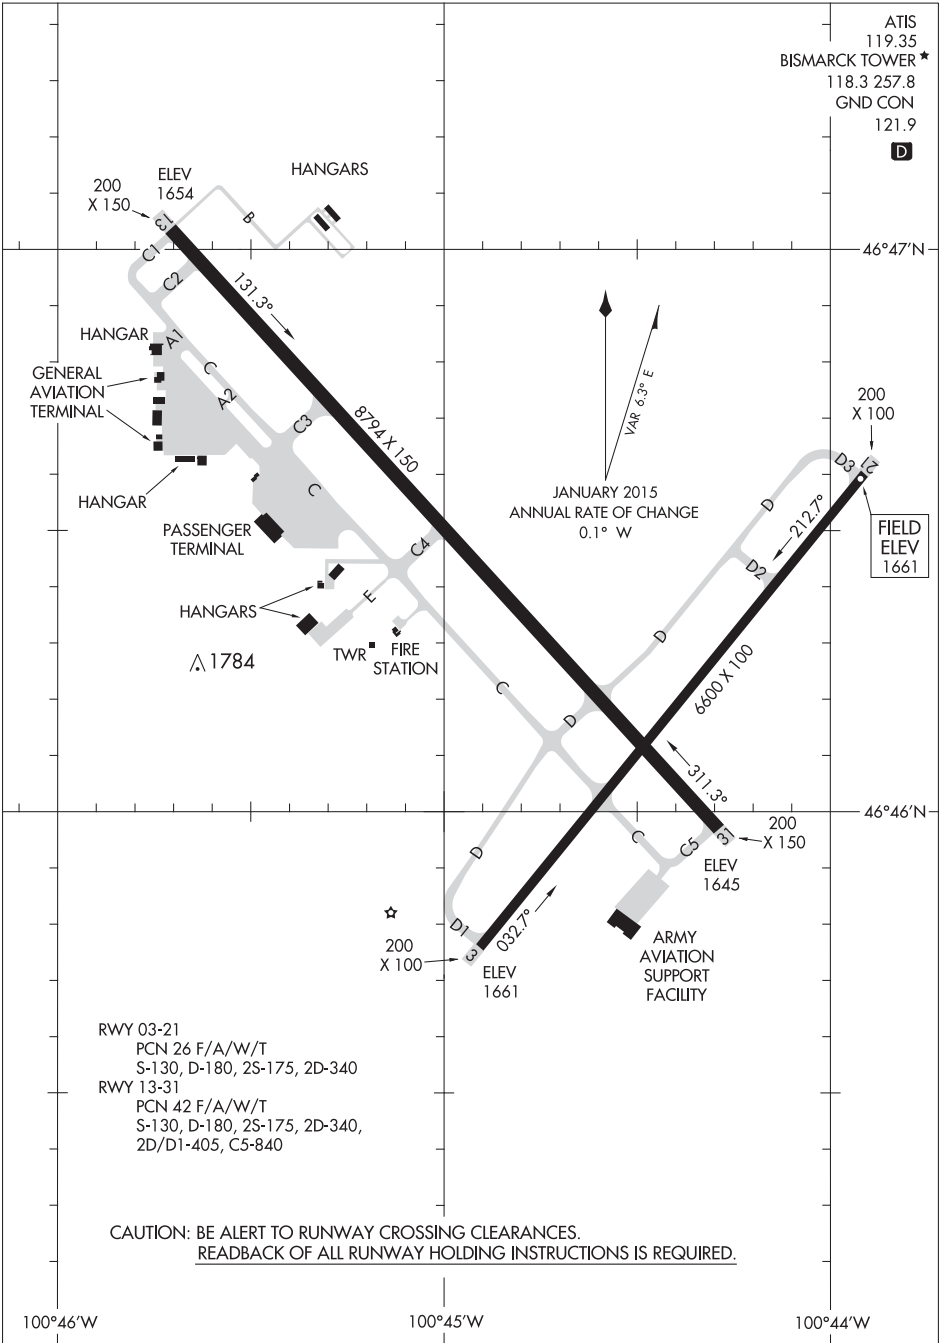 ATIS
119.35
BISMARCK TOWER ★
118.3 257.8
GND CON
121.9
D
HANGARS
ELEV
1654
200
X 150
13
B
C1
C2
46°47'N
131.3°
HANGAR
A1
GENERAL
AVIATION
TERMINAL
C
A2
C3
8794 X 150
VAR 6.3° E
JANUARY 2015
ANNUAL RATE OF CHANGE
0.1° W
200
X 100
D3
21
D
212.7°
FIELD
ELEV
1661
D2
HANGAR
C
PASSENGER
TERMINAL
C4
HANGARS
E
TWR
FIRE
STATION
1784
D
6600 X 100
C
D
311.3°
46°46'N
200
X 150
31
ELEV
1645
C
C5
D
D1
032.7°
3
200
X 100
ELEV
1661
ARMY
AVIATION
SUPPORT
FACILITY
RWY 03-21
PCN 26 F/A/W/T
S-130, D-180, 2S-175, 2D-340
RWY 13-31
PCN 42 F/A/W/T
S-130, D-180, 2S-175, 2D-340,
2D/D1-405, C5-840
CAUTION: BE ALERT TO RUNWAY CROSSING CLEARANCES.
READBACK OF ALL RUNWAY HOLDING INSTRUCTIONS IS REQUIRED.
100°46'W
100°45'W
100°44'W